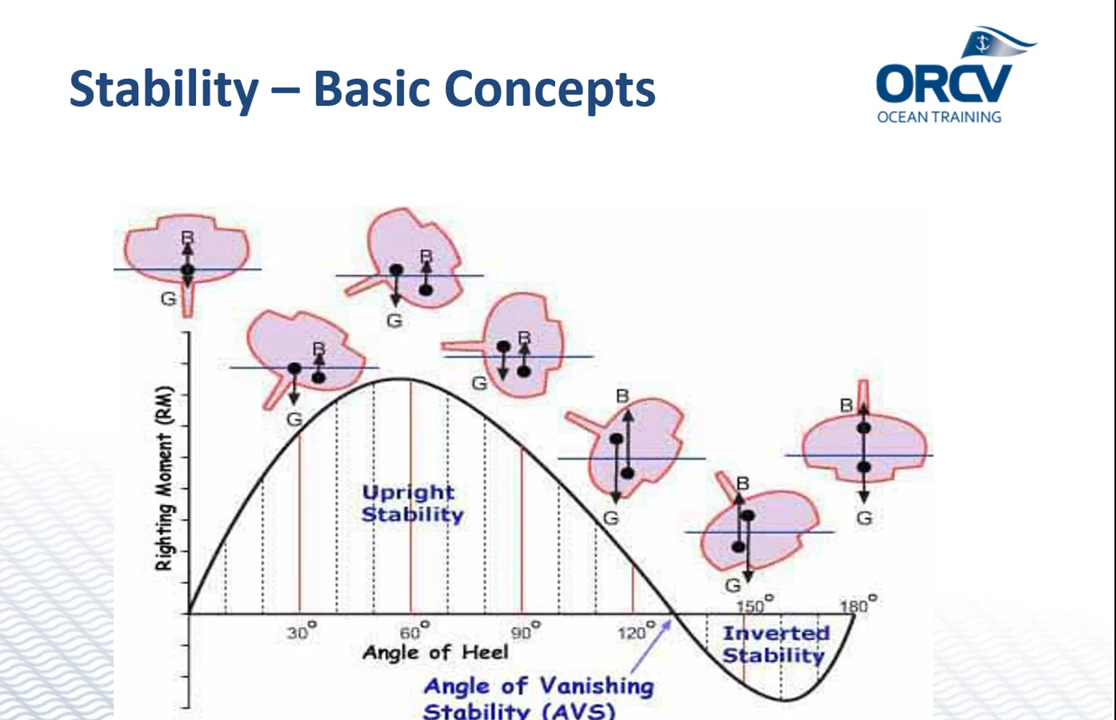 Stability – Basic Concepts
ORCV
OCEAN TRAINING
B
G
B
G
B
G
B
G
B
G
B
G
B
G
Righting Moment (RM)
Upright
Stability
30°
60°
90°
120°
150°
180°
Angle of Heel
Inverted
Stability
Angle of Vanishing
Stability (AVS)